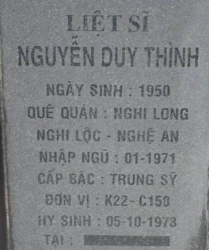 LIỆT SĨ
NGUYỄN DUY THÌNH
NGÀY SINH : 1950
QUÊ QUÁN : NGHI LONG
NGHI LỘC - NGHỆ AN
NHẬP NGŨ : 01-1971
CẤP BẬC : TRUNG SỸ
ĐƠN VỊ : K22-C150
HY SINH : 05-10-1973
TẠI :